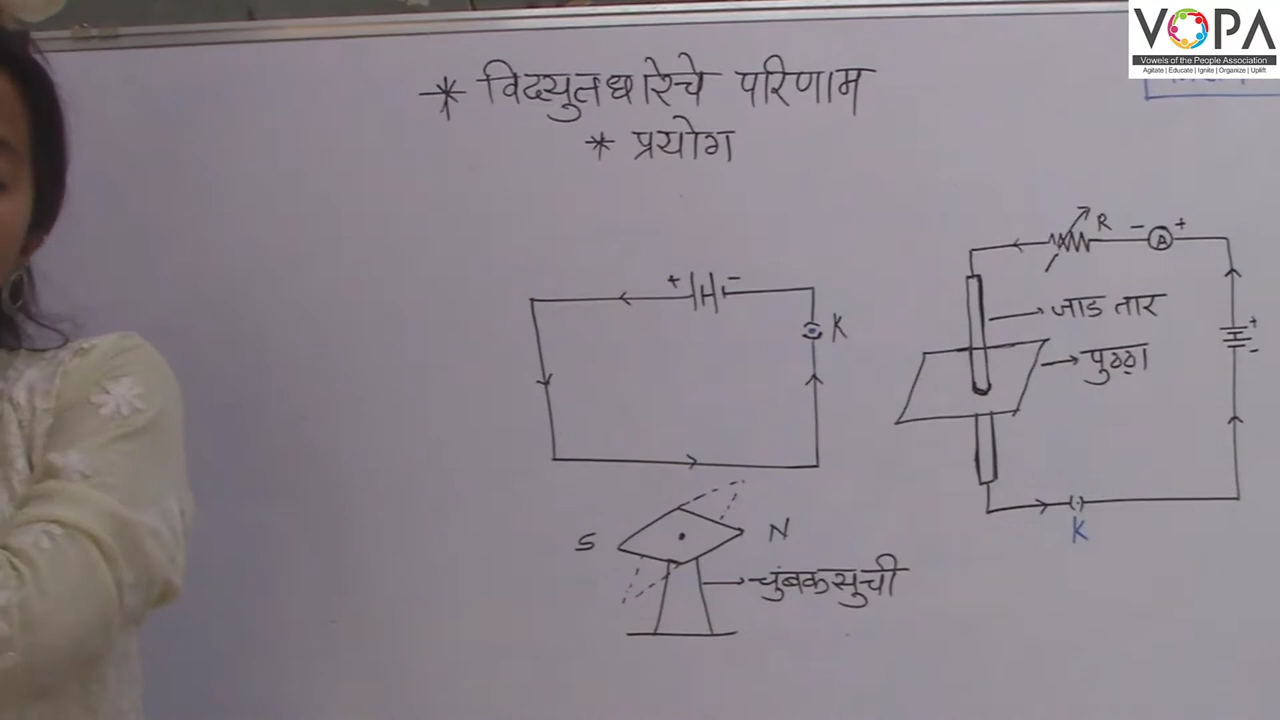 VOPA
Vowels of the People Association
Agitate | Educate | Ignite | Organize | Uplift
* विद्युतधारेचे परिणाम
* प्रयोग
R
- A +
+ -
K
जाड तार
पुठ्ठा
+
-
K
S N
चुंबकसुची